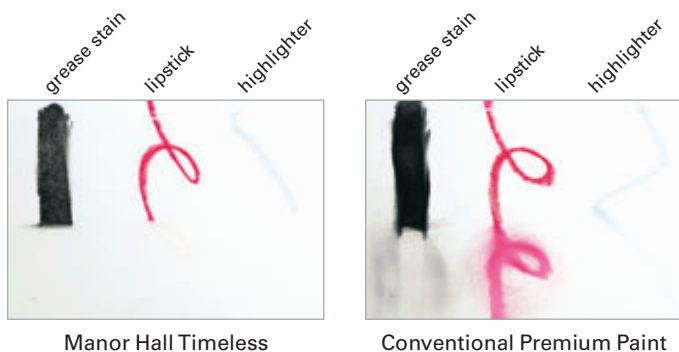 grease stain
lipstick
highlighter
grease stain
lipstick
highlighter
Manor Hall Timeless
Conventional Premium Paint